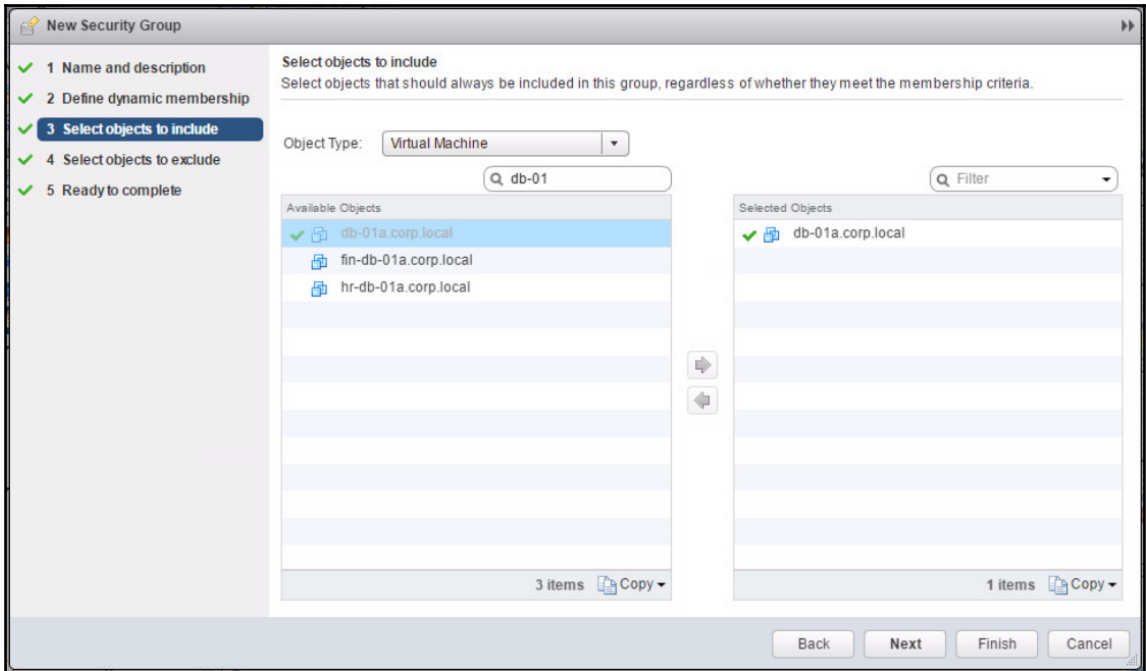 New Security Group
1 Name and description
2 Define dynamic membership
3 Select objects to include
4 Select objects to exclude
5 Ready to complete
Select objects to include
Select objects that should always be included in this group, regardless of whether they meet the membership criteria.
Object Type: Virtual Machine
db-01
Filter
Available Objects
db-01a.corp.local
fin-db-01a.corp.local
hr-db-01a.corp.local
3 items Copy
Selected Objects
db-01a.corp.local
1 items Copy
Back Next Finish Cancel